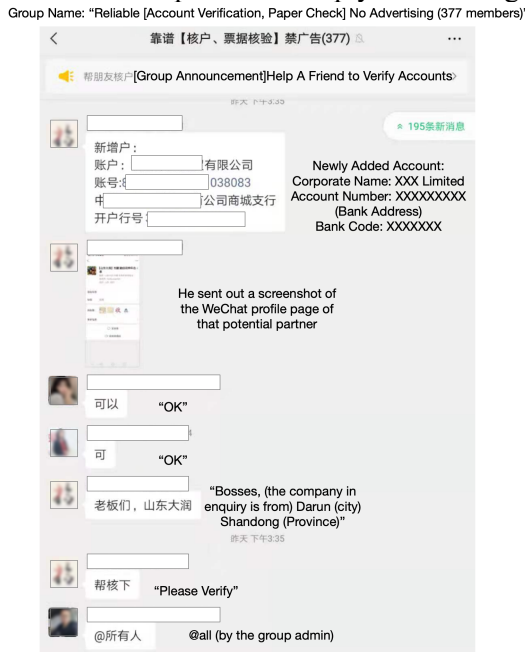 Group Name: “Reliable [Account Verification, Paper Check] No Advertising (377 members)”
靠谱【核户、票据核验】禁广告(377)
帮朋友核户[Group Announcement]Help A Friend to Verify Accounts
昨天 下午3:35
195条新消息
新增户：
账户： 有限公司
账号:8 038083
中 公司商城支行
开户行号:
Newly Added Account:
Corporate Name: XXX Limited
Account Number: XXXXXXXXX
(Bank Address)
Bank Code: XXXXXXX
He sent out a screenshot of
the WeChat profile page of
that potential partner
可以
“OK”
可
“OK”
老板们，山东大润
“Bosses, (the company in
enquiry is from) Darun (city)
Shandong (Province)”
昨天 下午3:35
帮核下
“Please Verify”
@所有人
@all (by the group admin)